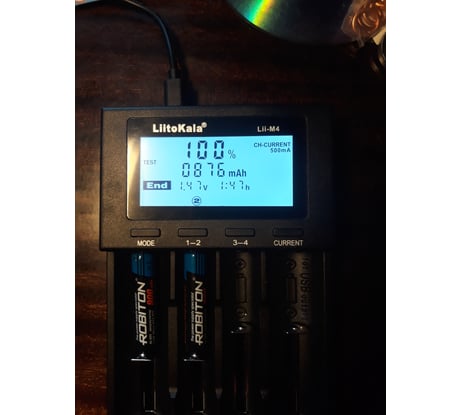 LiitoKala®
Lii-M4
100%
CH-CURRENT
500mA
TEST
0876 mAh
End
1.47v 1:47h
2
MODE
1-2
3-4
CURRENT
ROBITON
ROBITON